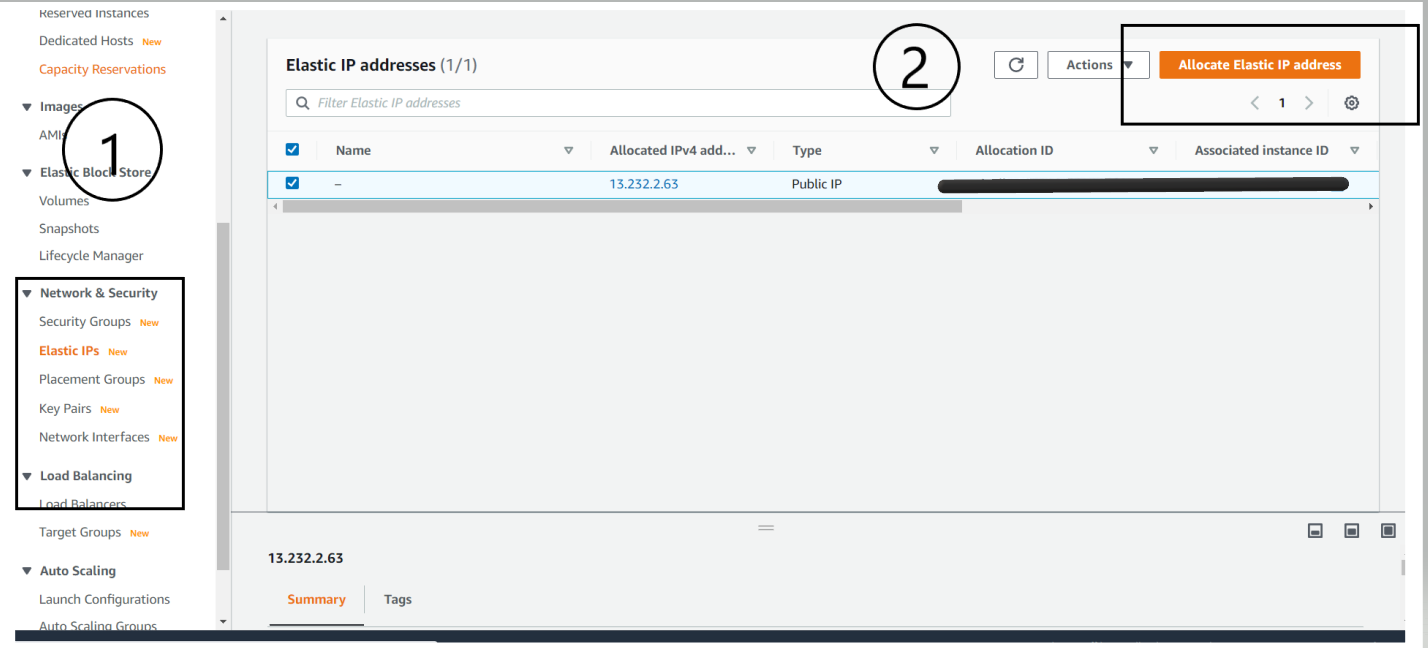 Reserved Instances
Dedicated Hosts New
Capacity Reservations
Images
AMIs
Elastic Block Store
Volumes
Snapshots
Lifecycle Manager
Network & Security
Security Groups New
Elastic IPs New
Placement Groups New
Key Pairs New
Network Interfaces New
Load Balancing
Load Balancers
Target Groups New
Auto Scaling
Launch Configurations
Auto Scaling Groups
1
2
Elastic IP addresses (1/1)
Actions
Allocate Elastic IP address
Filter Elastic IP addresses
1
Name Allocated IPv4 add... Type Allocation ID Associated instance ID
– 13.232.2.63 Public IP
13.232.2.63
Summary Tags